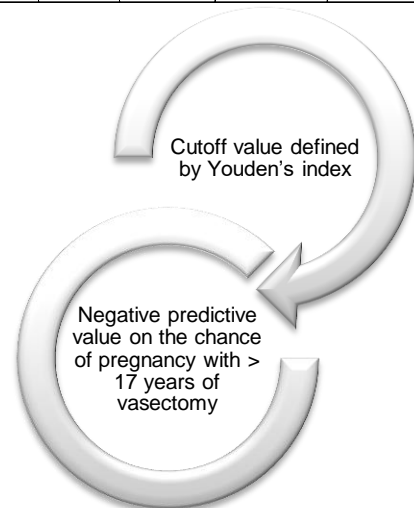 Cutoff value defined
by Youden's index
Negative predictive
value on the chance
of pregnancy with >
17 years of
vasectomy